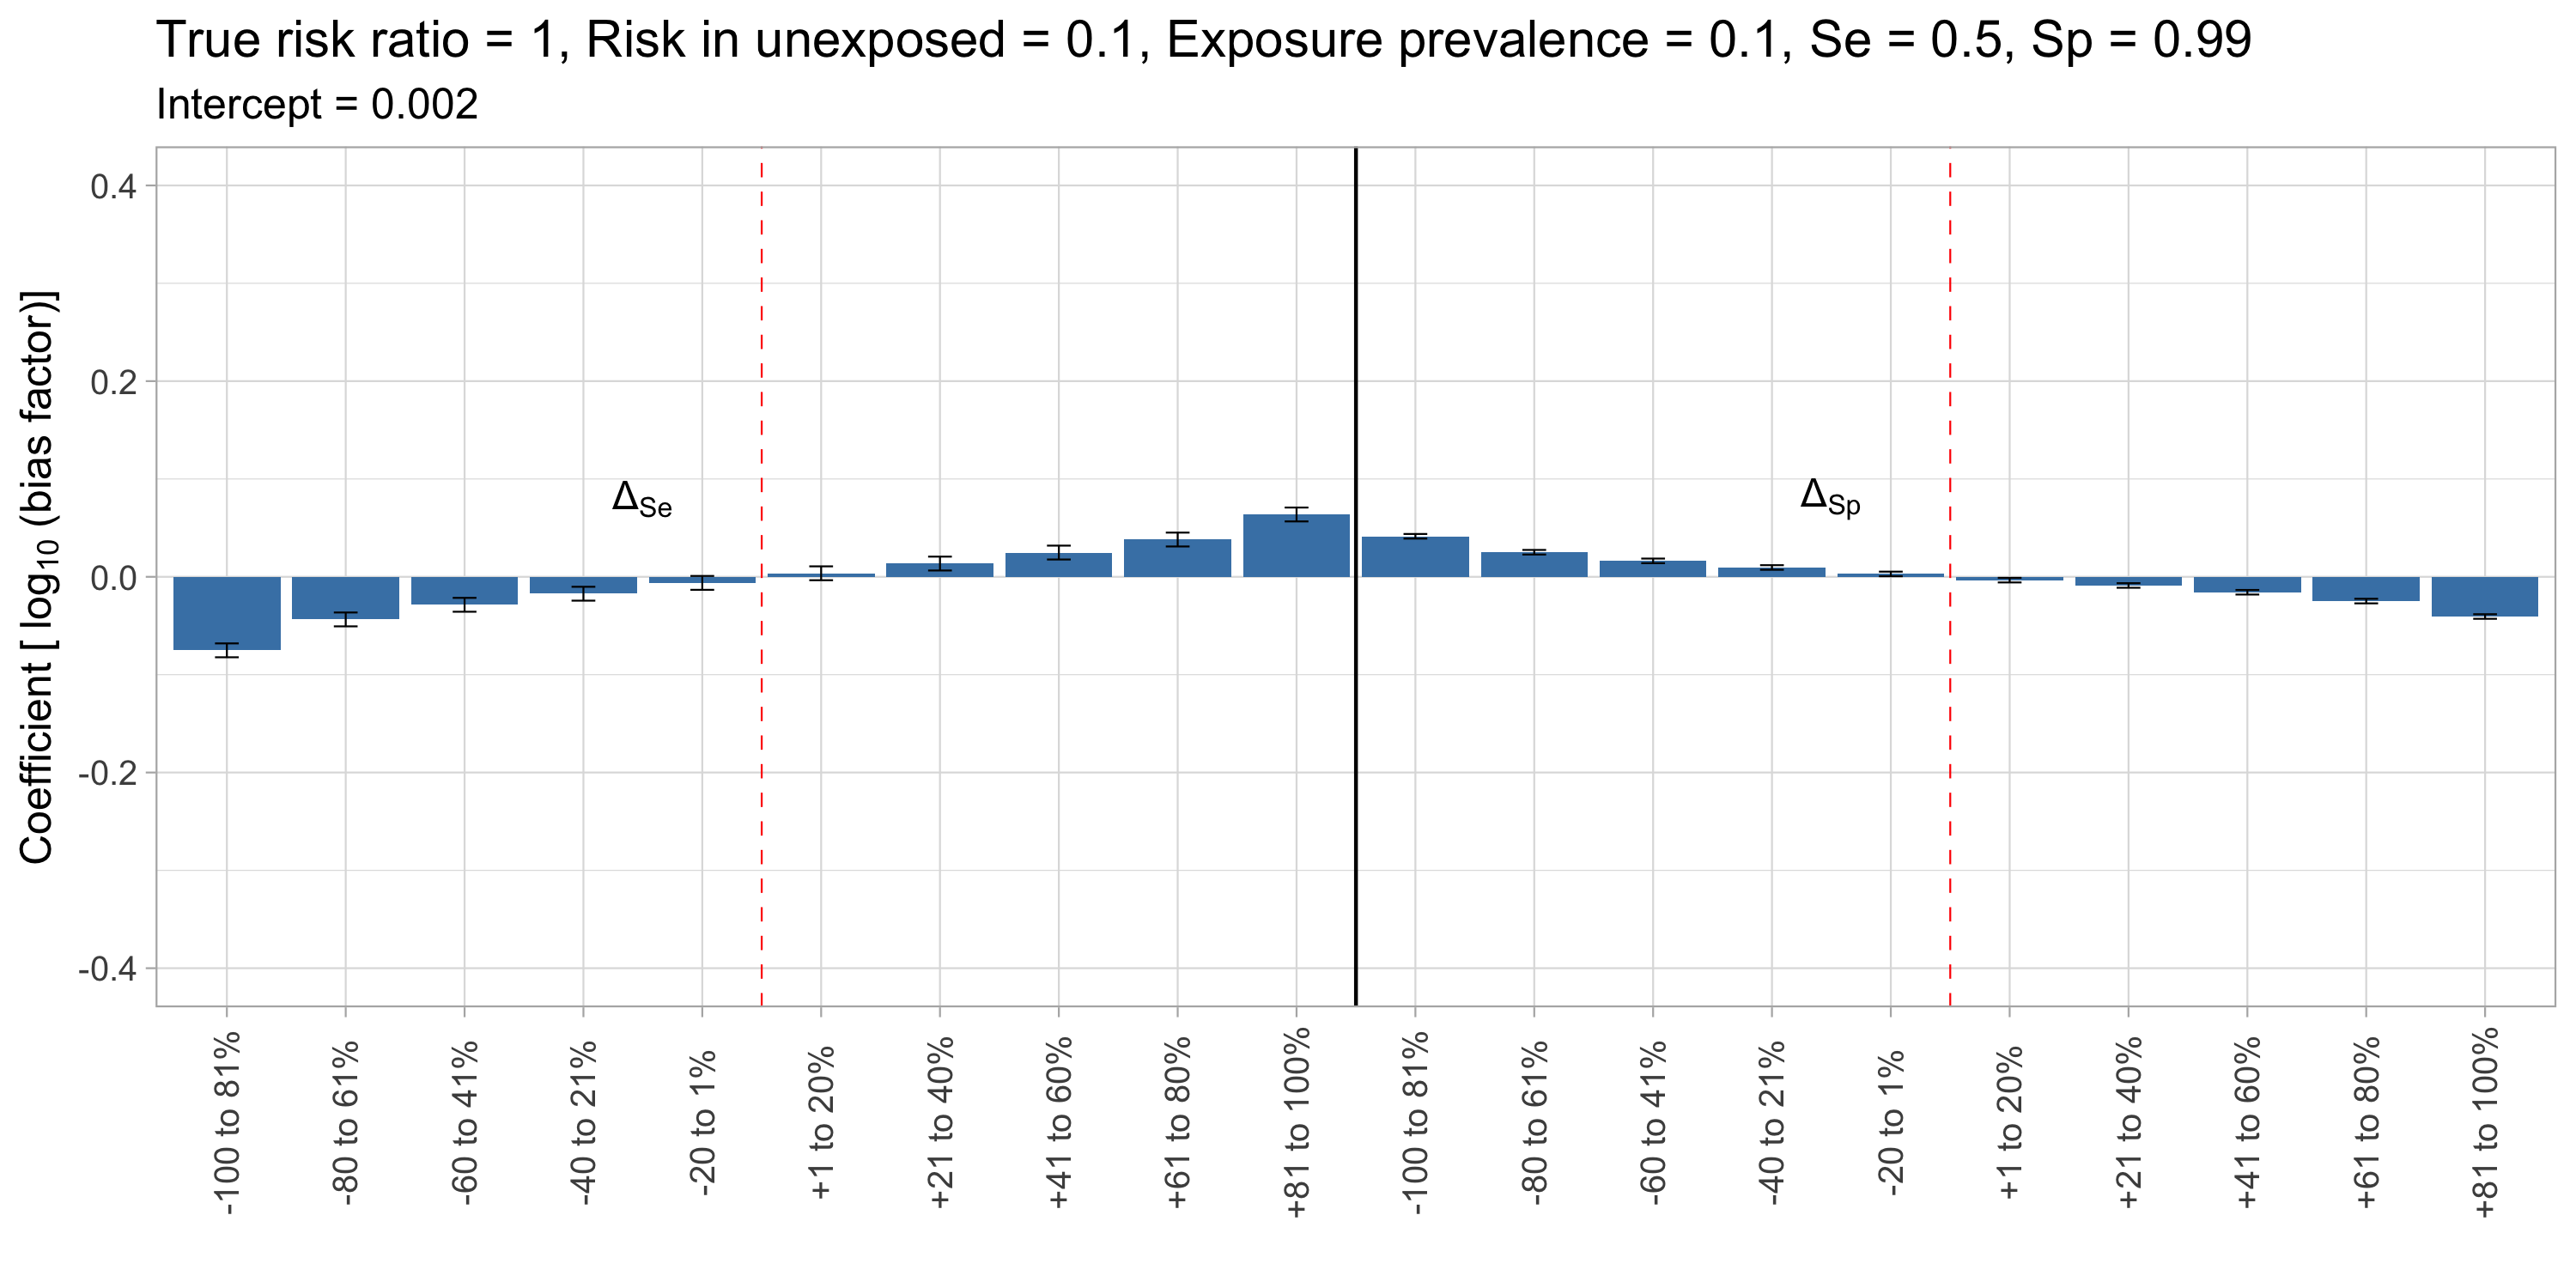 True risk ratio = 1, Risk in unexposed = 0.1, Exposure prevalence = 0.1, Se = 0.5, Sp = 0.99
Intercept = 0.002
Coefficient [ log10 (bias factor)]
0.4
0.2
0.0
-0.2
-0.4
ΔSe
ΔSp
-100 to 81%
-80 to 61%
-60 to 41%
-40 to 21%
-20 to 1%
+1 to 20%
+21 to 40%
+41 to 60%
+61 to 80%
+81 to 100%
-100 to 81%
-80 to 61%
-60 to 41%
-40 to 21%
-20 to 1%
+1 to 20%
+21 to 40%
+41 to 60%
+61 to 80%
+81 to 100%